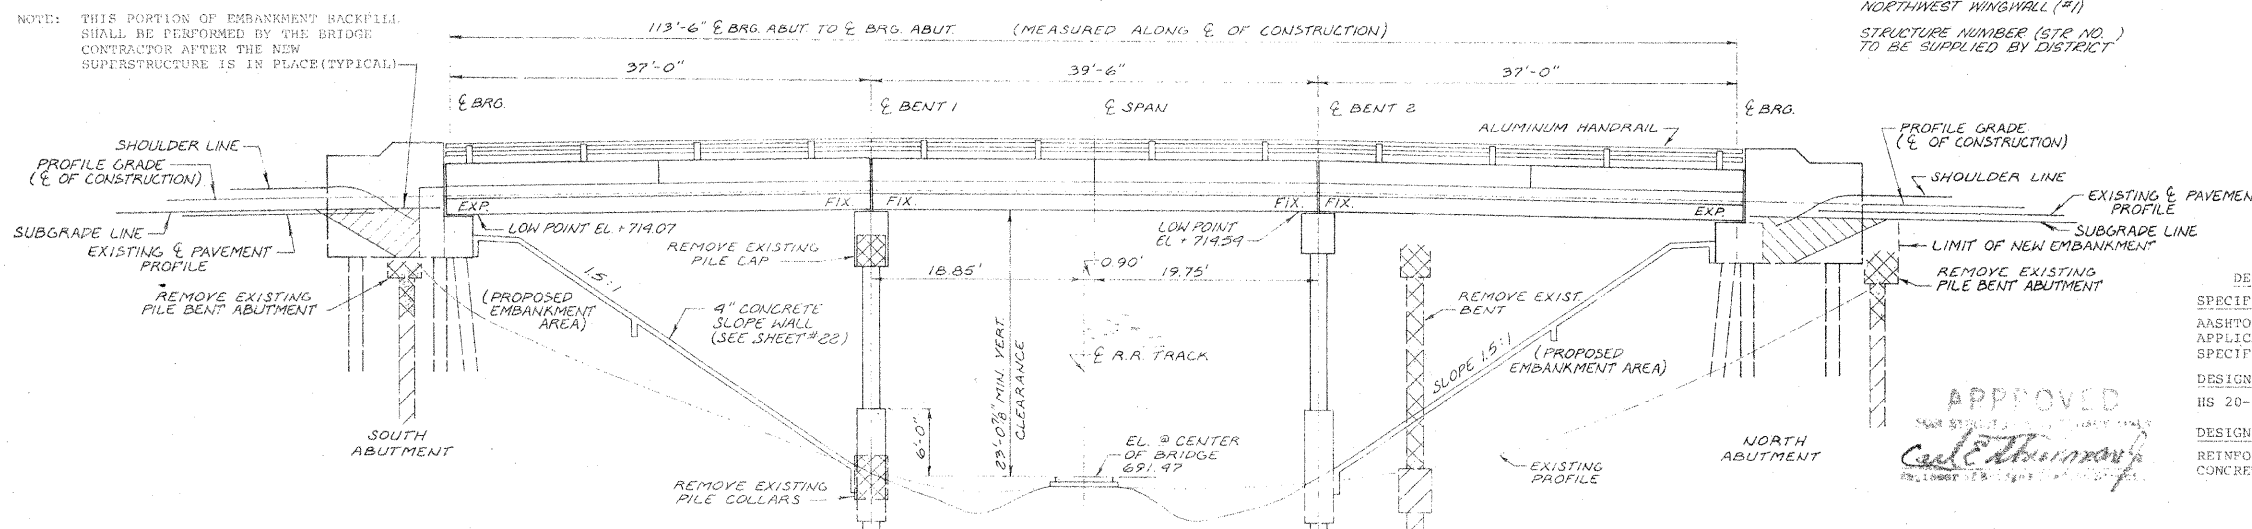 NOTE: THIS PORTION OF EMBANKMENT BACKFILL
SHALL BE PERFORMED BY THE BRIDGE
CONTRACTOR AFTER THE NEW
SUPERSTRUCTURE IS IN PLACE (TYPICAL)
113'-6" ℄ BRG. ABUT. TO ℄ BRG. ABUT. (MEASURED ALONG ℄ OF CONSTRUCTION)
NORTHWEST WINGWALL (#1)
STRUCTURE NUMBER (STR NO. )
TO BE SUPPLIED BY DISTRICT
37'-0"
39'-6"
37'-0"
℄ BRG.
℄ BENT 1
℄ SPAN
℄ BENT 2
℄ BRG.
ALUMINUM HANDRAIL
SHOULDER LINE
PROFILE GRADE
(℄ OF CONSTRUCTION)
SUBGRADE LINE
EXISTING ℄ PAVEMENT
PROFILE
REMOVE EXISTING
PILE BENT ABUTMENT
SOUTH
ABUTMENT
EXP.
LOW POINT EL. + 714.07
FIX.
FIX.
REMOVE EXISTING
PILE CAP
1.5:1
(PROPOSED
EMBANKMENT
AREA)
4" CONCRETE
SLOPE WALL
(SEE SHEET #22)
REMOVE EXISTING
PILE COLLARS
6'-0"
18.85'
0.90'
19.75'
23'-0⅞" MIN. VERT.
CLEARANCE
℄ R.R. TRACK
EL. @ CENTER
OF BRIDGE
691.47
FIX.
FIX.
LOW POINT
EL + 714.54
EXP.
REMOVE EXIST.
BENT
SLOPE 1.5:1
(PROPOSED
EMBANKMENT AREA)
EXISTING
PROFILE
PROFILE GRADE
(℄ OF CONSTRUCTION)
SHOULDER LINE
EXISTING ℄ PAVEMEN
PROFILE
SUBGRADE LINE
LIMIT OF NEW EMBANKMENT
REMOVE EXISTING
PILE BENT ABUTMENT
NORTH
ABUTMENT
APPROVED
DE
SPECIF
AASHTO
APPLIC
SPECIF
DESIGN
HS 20-
DESIGN
REINFO
CONCRE